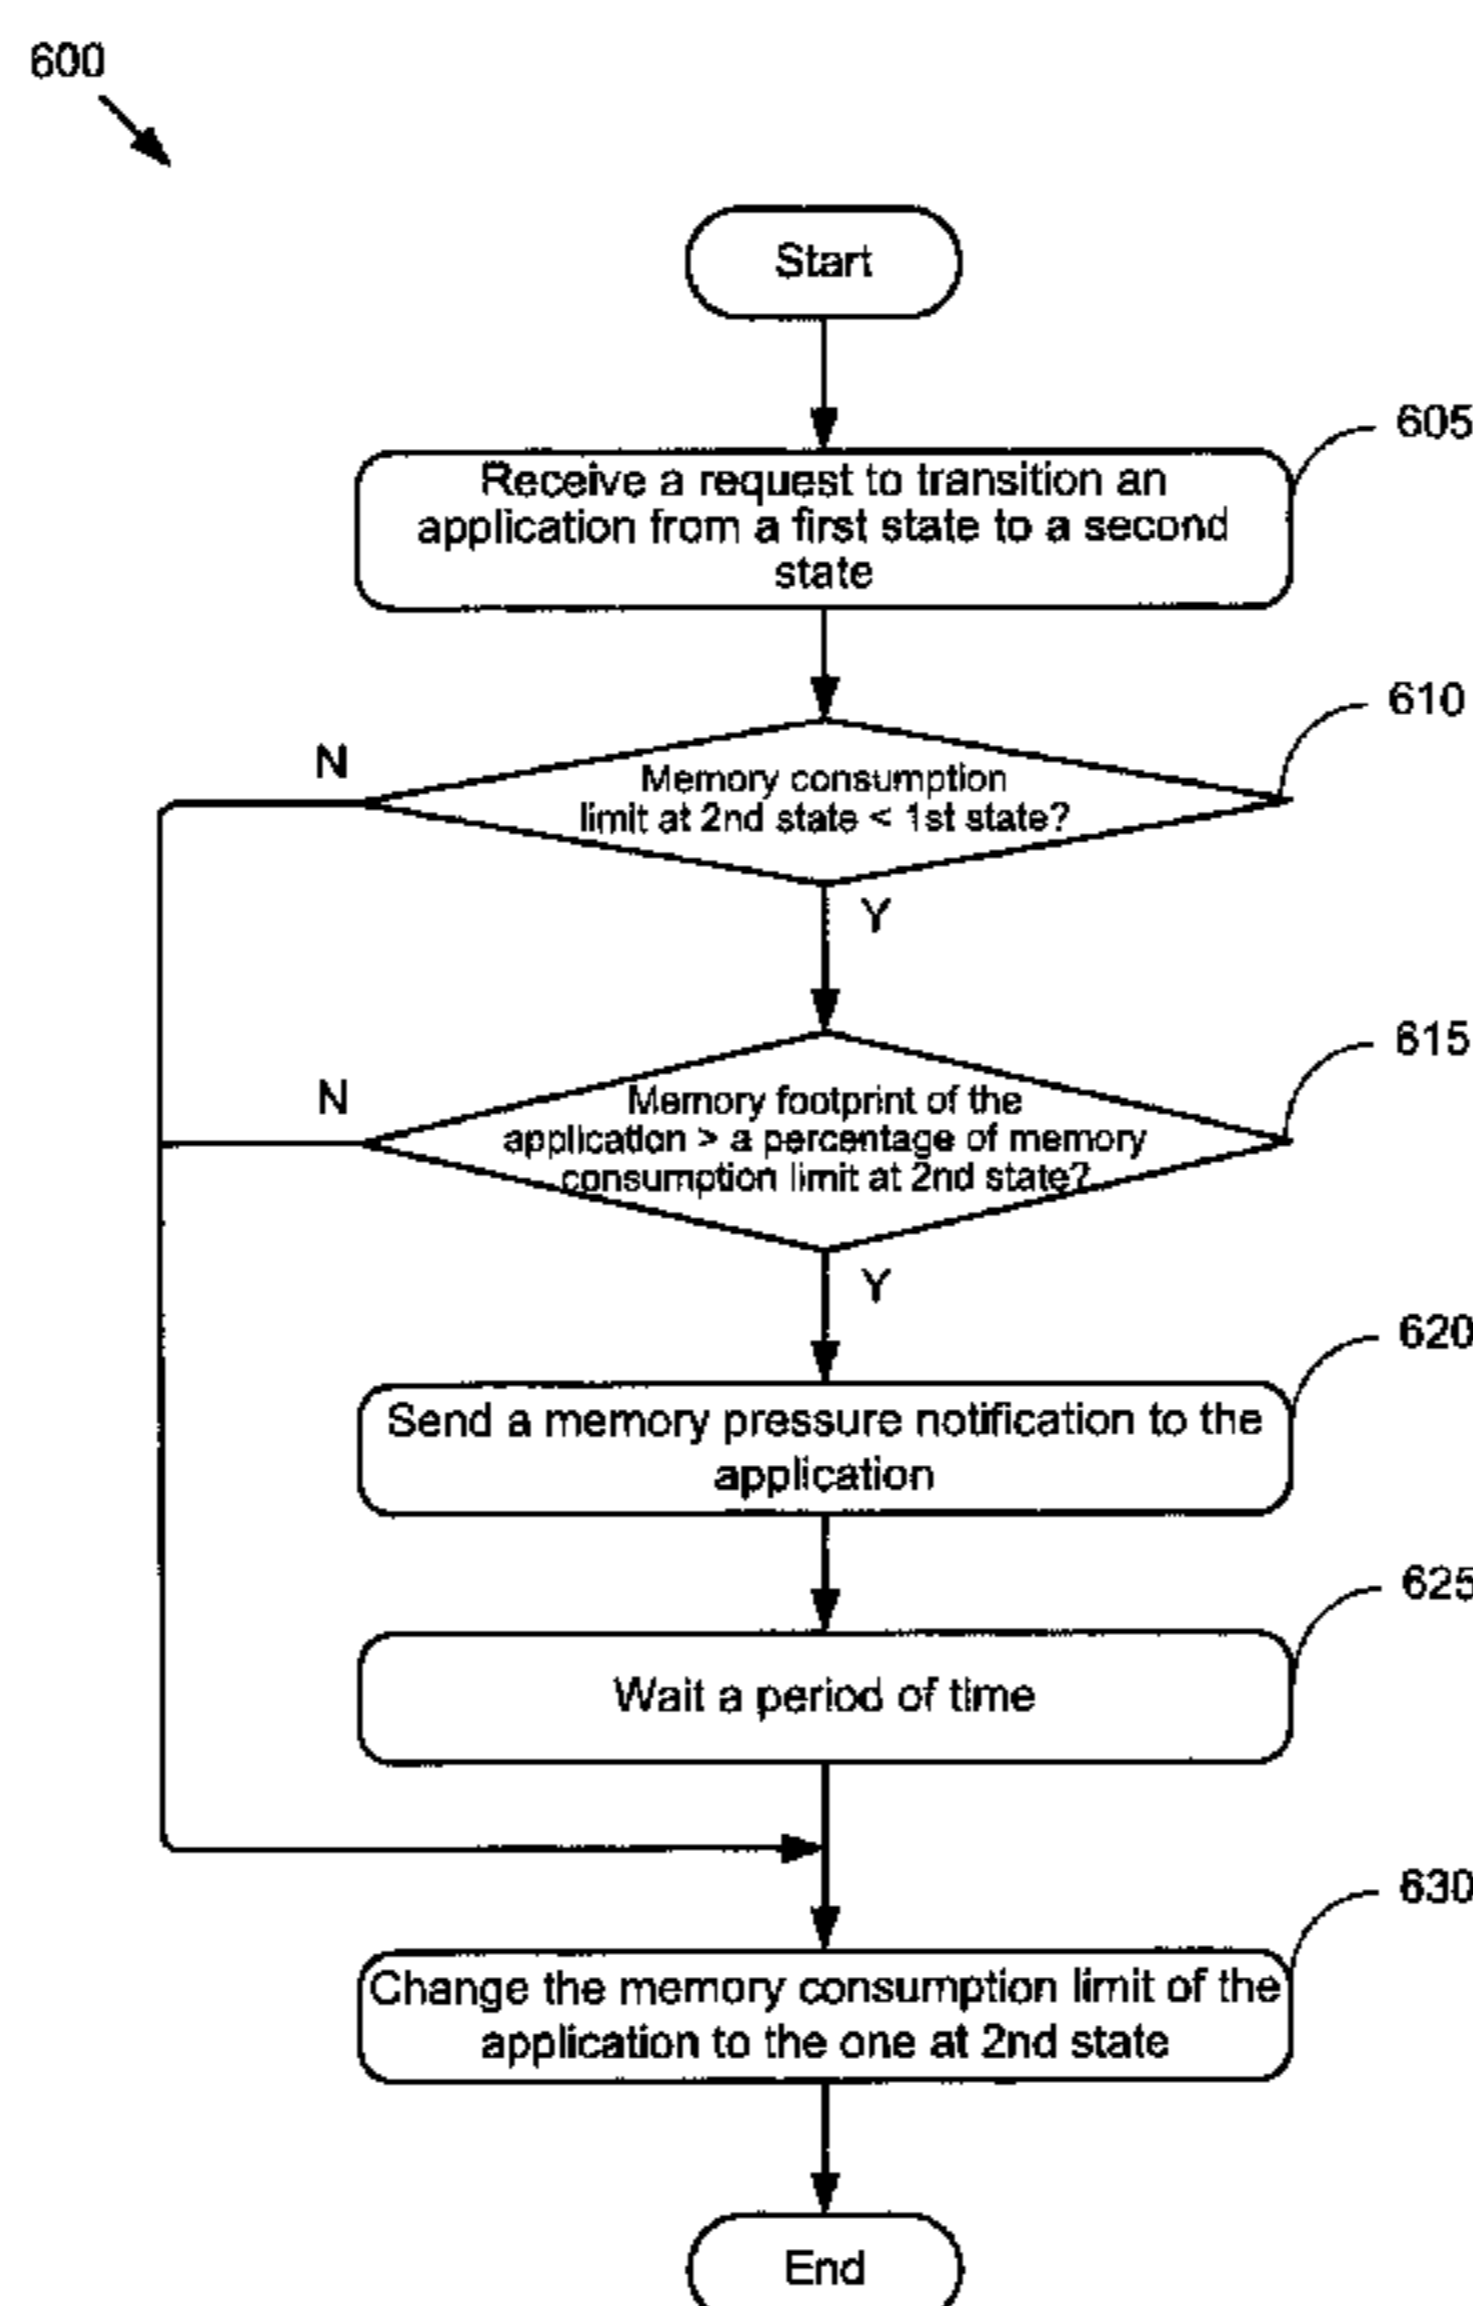 600
Start
605
Receive a request to transition an
application from a first state to a second
state
610
N
Memory consumption
limit at 2nd state < 1st state?
Y
615
N
Memory footprint of the
application > a percentage of memory
consumption limit at 2nd state?
Y
620
Send a memory pressure notification to the
application
625
Wait a period of time
630
Change the memory consumption limit of the
application to the one at 2nd state
End